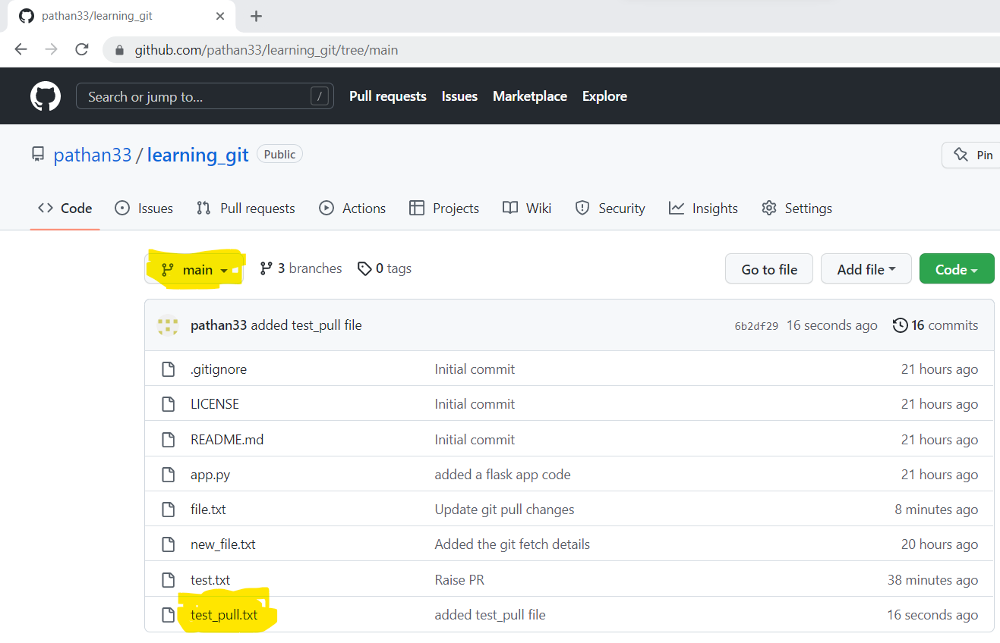 pathan33/learning_git
github.com/pathan33/learning_git/tree/main
Search or jump to... / Pull requests Issues Marketplace Explore
pathan33 / learning_git Public Pin
Code Issues Pull requests Actions Projects Wiki Security Insights Settings
main 3 branches 0 tags Go to file Add file Code
pathan33 added test_pull file 6b2df29 16 seconds ago 16 commits
.gitignore Initial commit 21 hours ago
LICENSE Initial commit 21 hours ago
README.md Initial commit 21 hours ago
app.py added a flask app code 21 hours ago
file.txt Update git pull changes 8 minutes ago
new_file.txt Added the git fetch details 20 hours ago
test.txt Raise PR 38 minutes ago
test_pull.txt added test_pull file 16 seconds ago